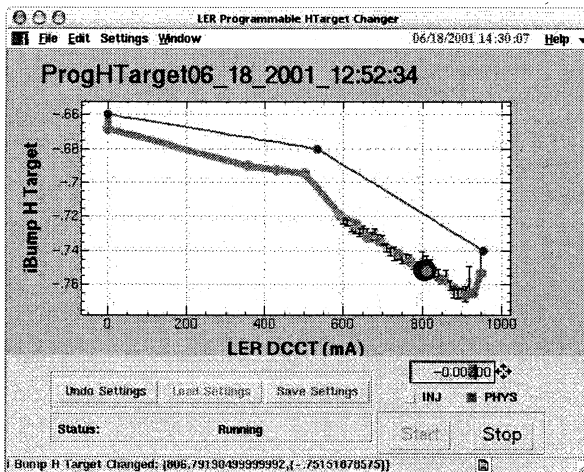 LER Programmable HTarget Changer
File Edit Settings Window 06/18/2001 14:30:07 Help
ProgHTarget06_18_2001_12:52:34
iBump H Target
-.66
-.68
-.7
-.72
-.74
-.76
0 200 400 600 800 1000
LER DCCT (mA)
Undo Settings Load Settings Save Settings
INJ PHYS
Status: Running
Start Stop
i Bump H Target Changed: {806.79190499999992,{-.75151878575}}